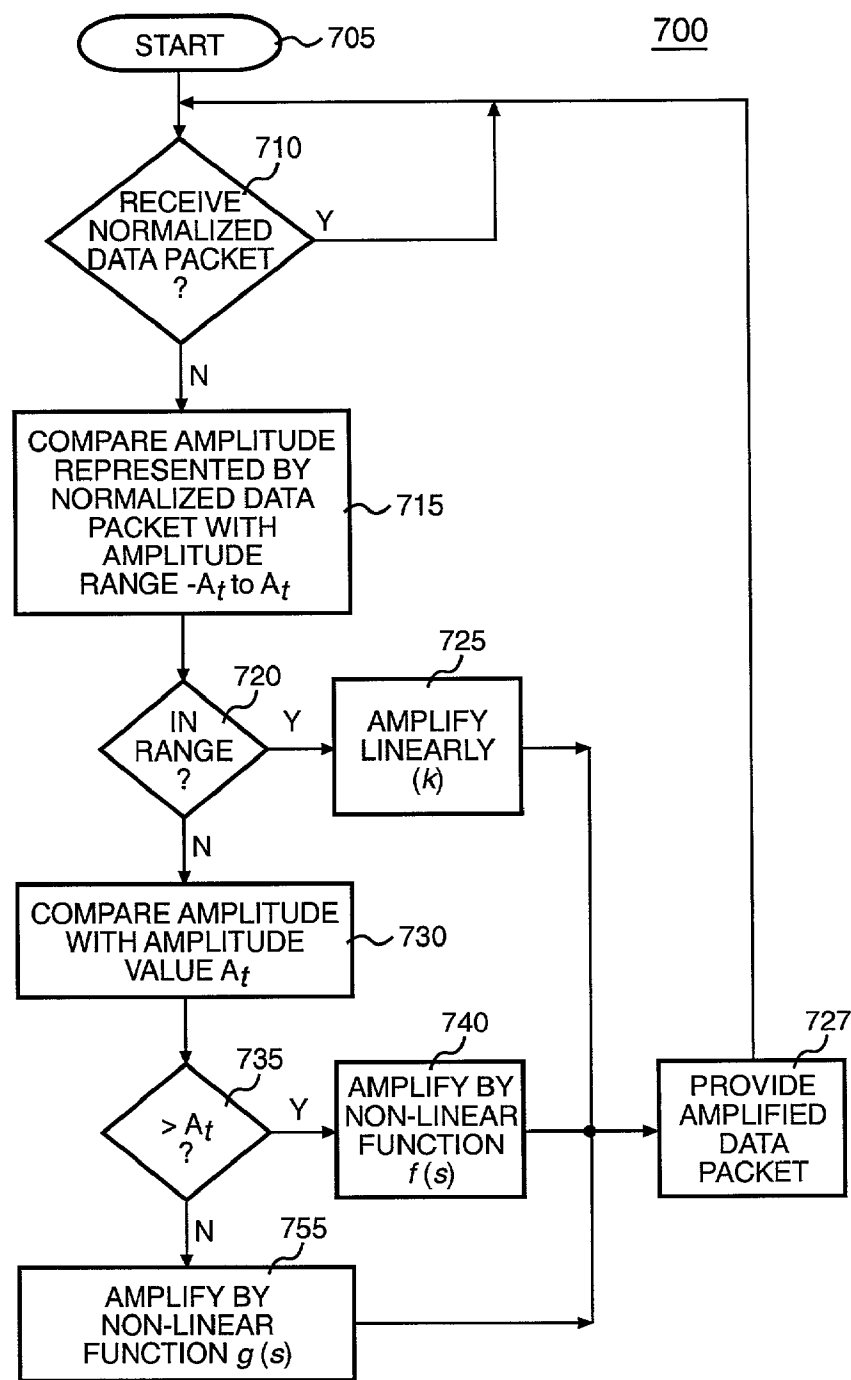 700
START
705
710
RECEIVE
NORMALIZED
DATA PACKET
?
Y
N
COMPARE AMPLITUDE
REPRESENTED BY
NORMALIZED DATA
PACKET WITH
AMPLITUDE
RANGE -At to At
715
720
IN
RANGE
?
Y
N
725
AMPLIFY
LINEARLY
(k)
COMPARE AMPLITUDE
WITH AMPLITUDE
VALUE At
730
735
> At
?
Y
N
740
AMPLIFY BY
NON-LINEAR
FUNCTION
f (s)
727
PROVIDE
AMPLIFIED
DATA
PACKET
755
AMPLIFY BY
NON-LINEAR
FUNCTION g (s)